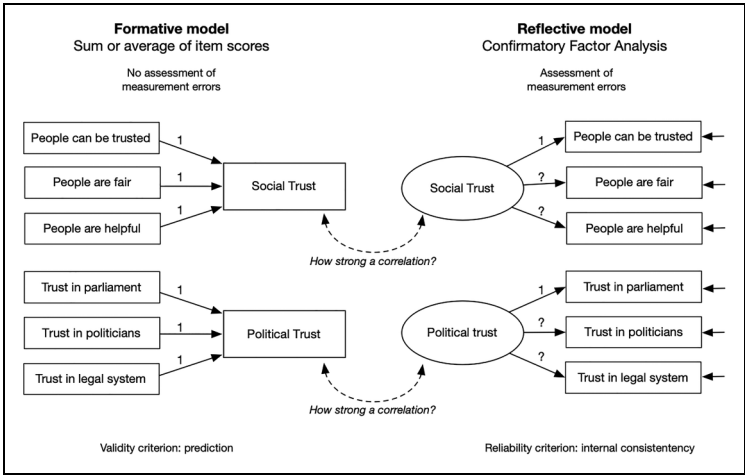 Formative model
Sum or average of item scores
No assessment of
measurement errors
People can be trusted
1
People are fair
1
People are helpful
1
Social Trust
Trust in parliament
1
Trust in politicians
1
Trust in legal system
1
Political Trust
Validity criterion: prediction
How strong a correlation?
How strong a correlation?
Reflective model
Confirmatory Factor Analysis
Assessment of
measurement errors
Social Trust
1
People can be trusted
?
People are fair
?
People are helpful
Political trust
1
Trust in parliament
?
Trust in politicians
?
Trust in legal system
Reliability criterion: internal consistentency